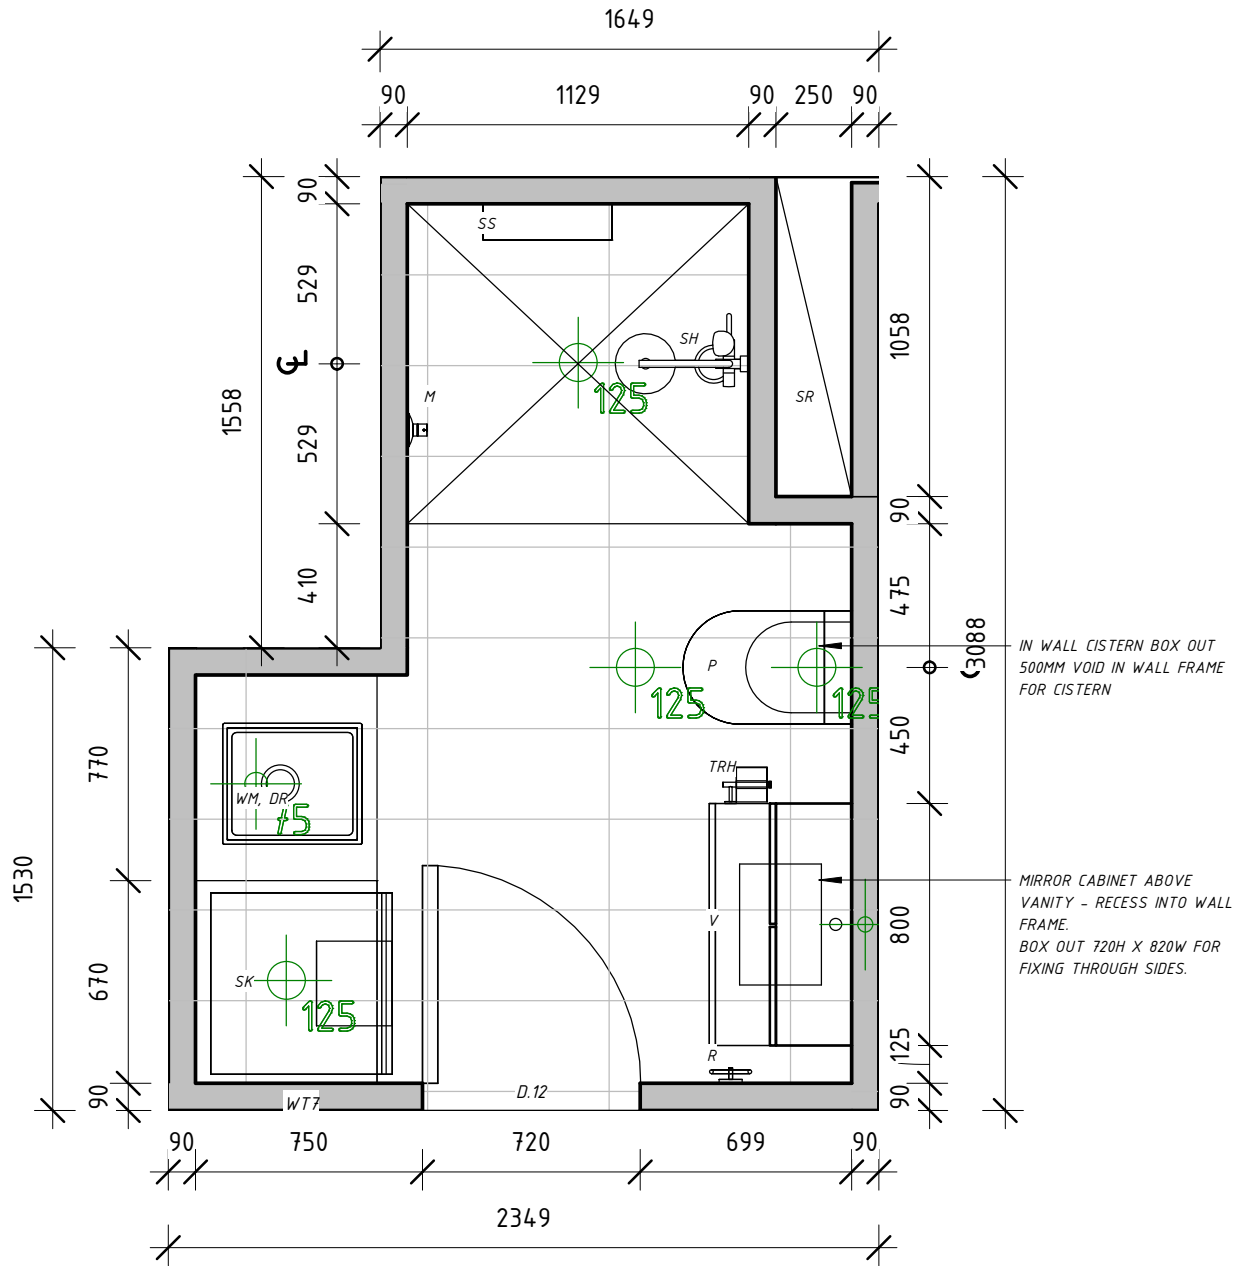 1649
90 1129 90 250 90
90
529
1558
529
410
SS
SH
M
125
SR
1058
90
475
3088
450
IN WALL CISTERN BOX OUT
500MM VOID IN WALL FRAME
FOR CISTERN
P
125
125
TRH
770
WM, DR
1530
MIRROR CABINET ABOVE
VANITY - RECESS INTO WALL
FRAME.
BOX OUT 720H X 820W FOR
FIXING THROUGH SIDES.
V
800
670
SK
125
R
125
90
WT7
D.12
90
90 750 720 699 90
2349